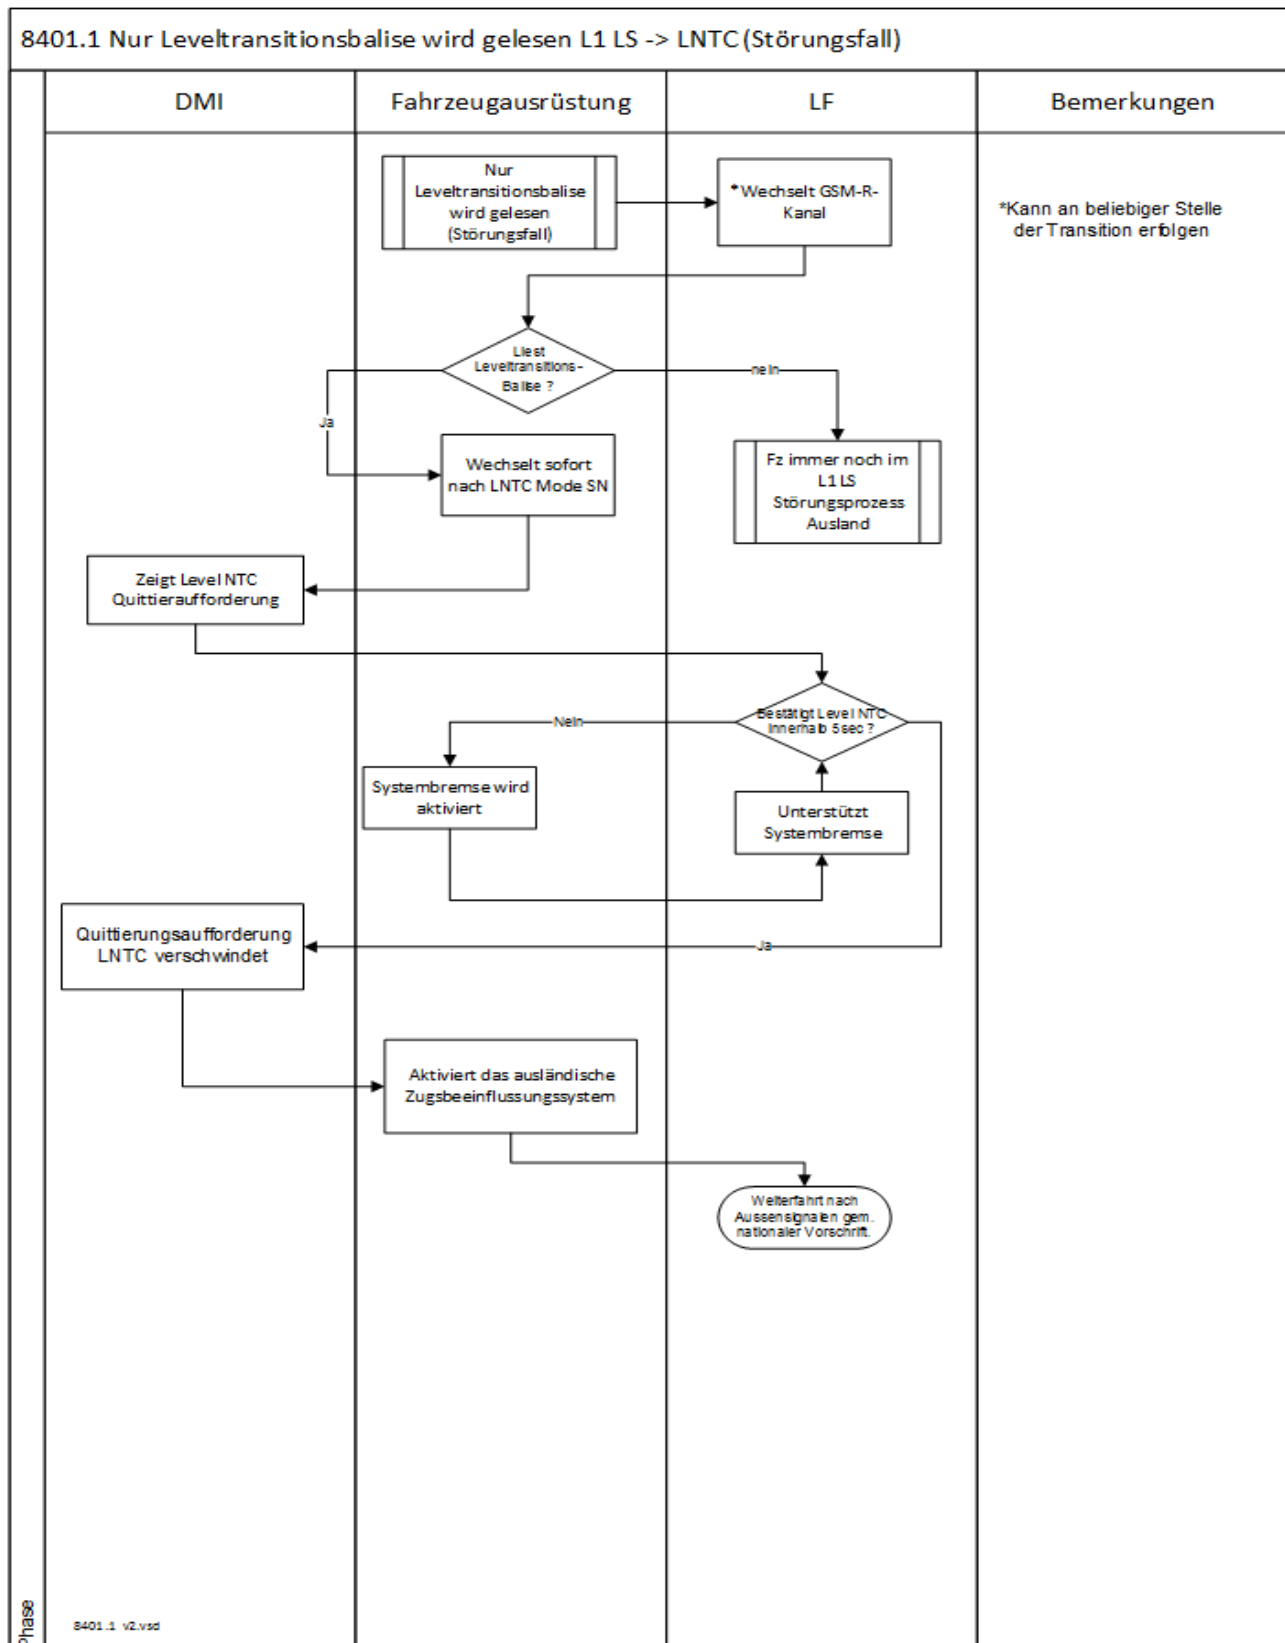 8401.1 Nur Leveltransitionsbalise wird gelesen L1 LS -> LNTC (Störungsfall)
DMI
Fahrzeugausrüstung
LF
Bemerkungen
Nur
Leveltransitionsbalise
wird gelesen
(Störungsfall)
*Wechselt GSM-R-
Kanal
*Kann an beliebiger Stelle
der Transition erfolgen
Liest
Leveltransitions-
Balise ?
nein
Ja
Wechselt sofort
nach LNTC Mode SN
Fz immer noch im
L1 LS
Störungsprozess
Ausland
Zeigt Level NTC
Quittieraufforderung
Bestätigt Level NTC
innerhalb 5sec ?
Nein
Systembremse wird
aktiviert
Unterstützt
Systembremse
Quittierungsaufforderung
LNTC verschwindet
Ja
Aktiviert das ausländische
Zugsbeeinflussungssystem
Weiterfahrt nach
Aussensignalen gem.
nationaler Vorschrift.
Phase
8401.1 v2.vsd